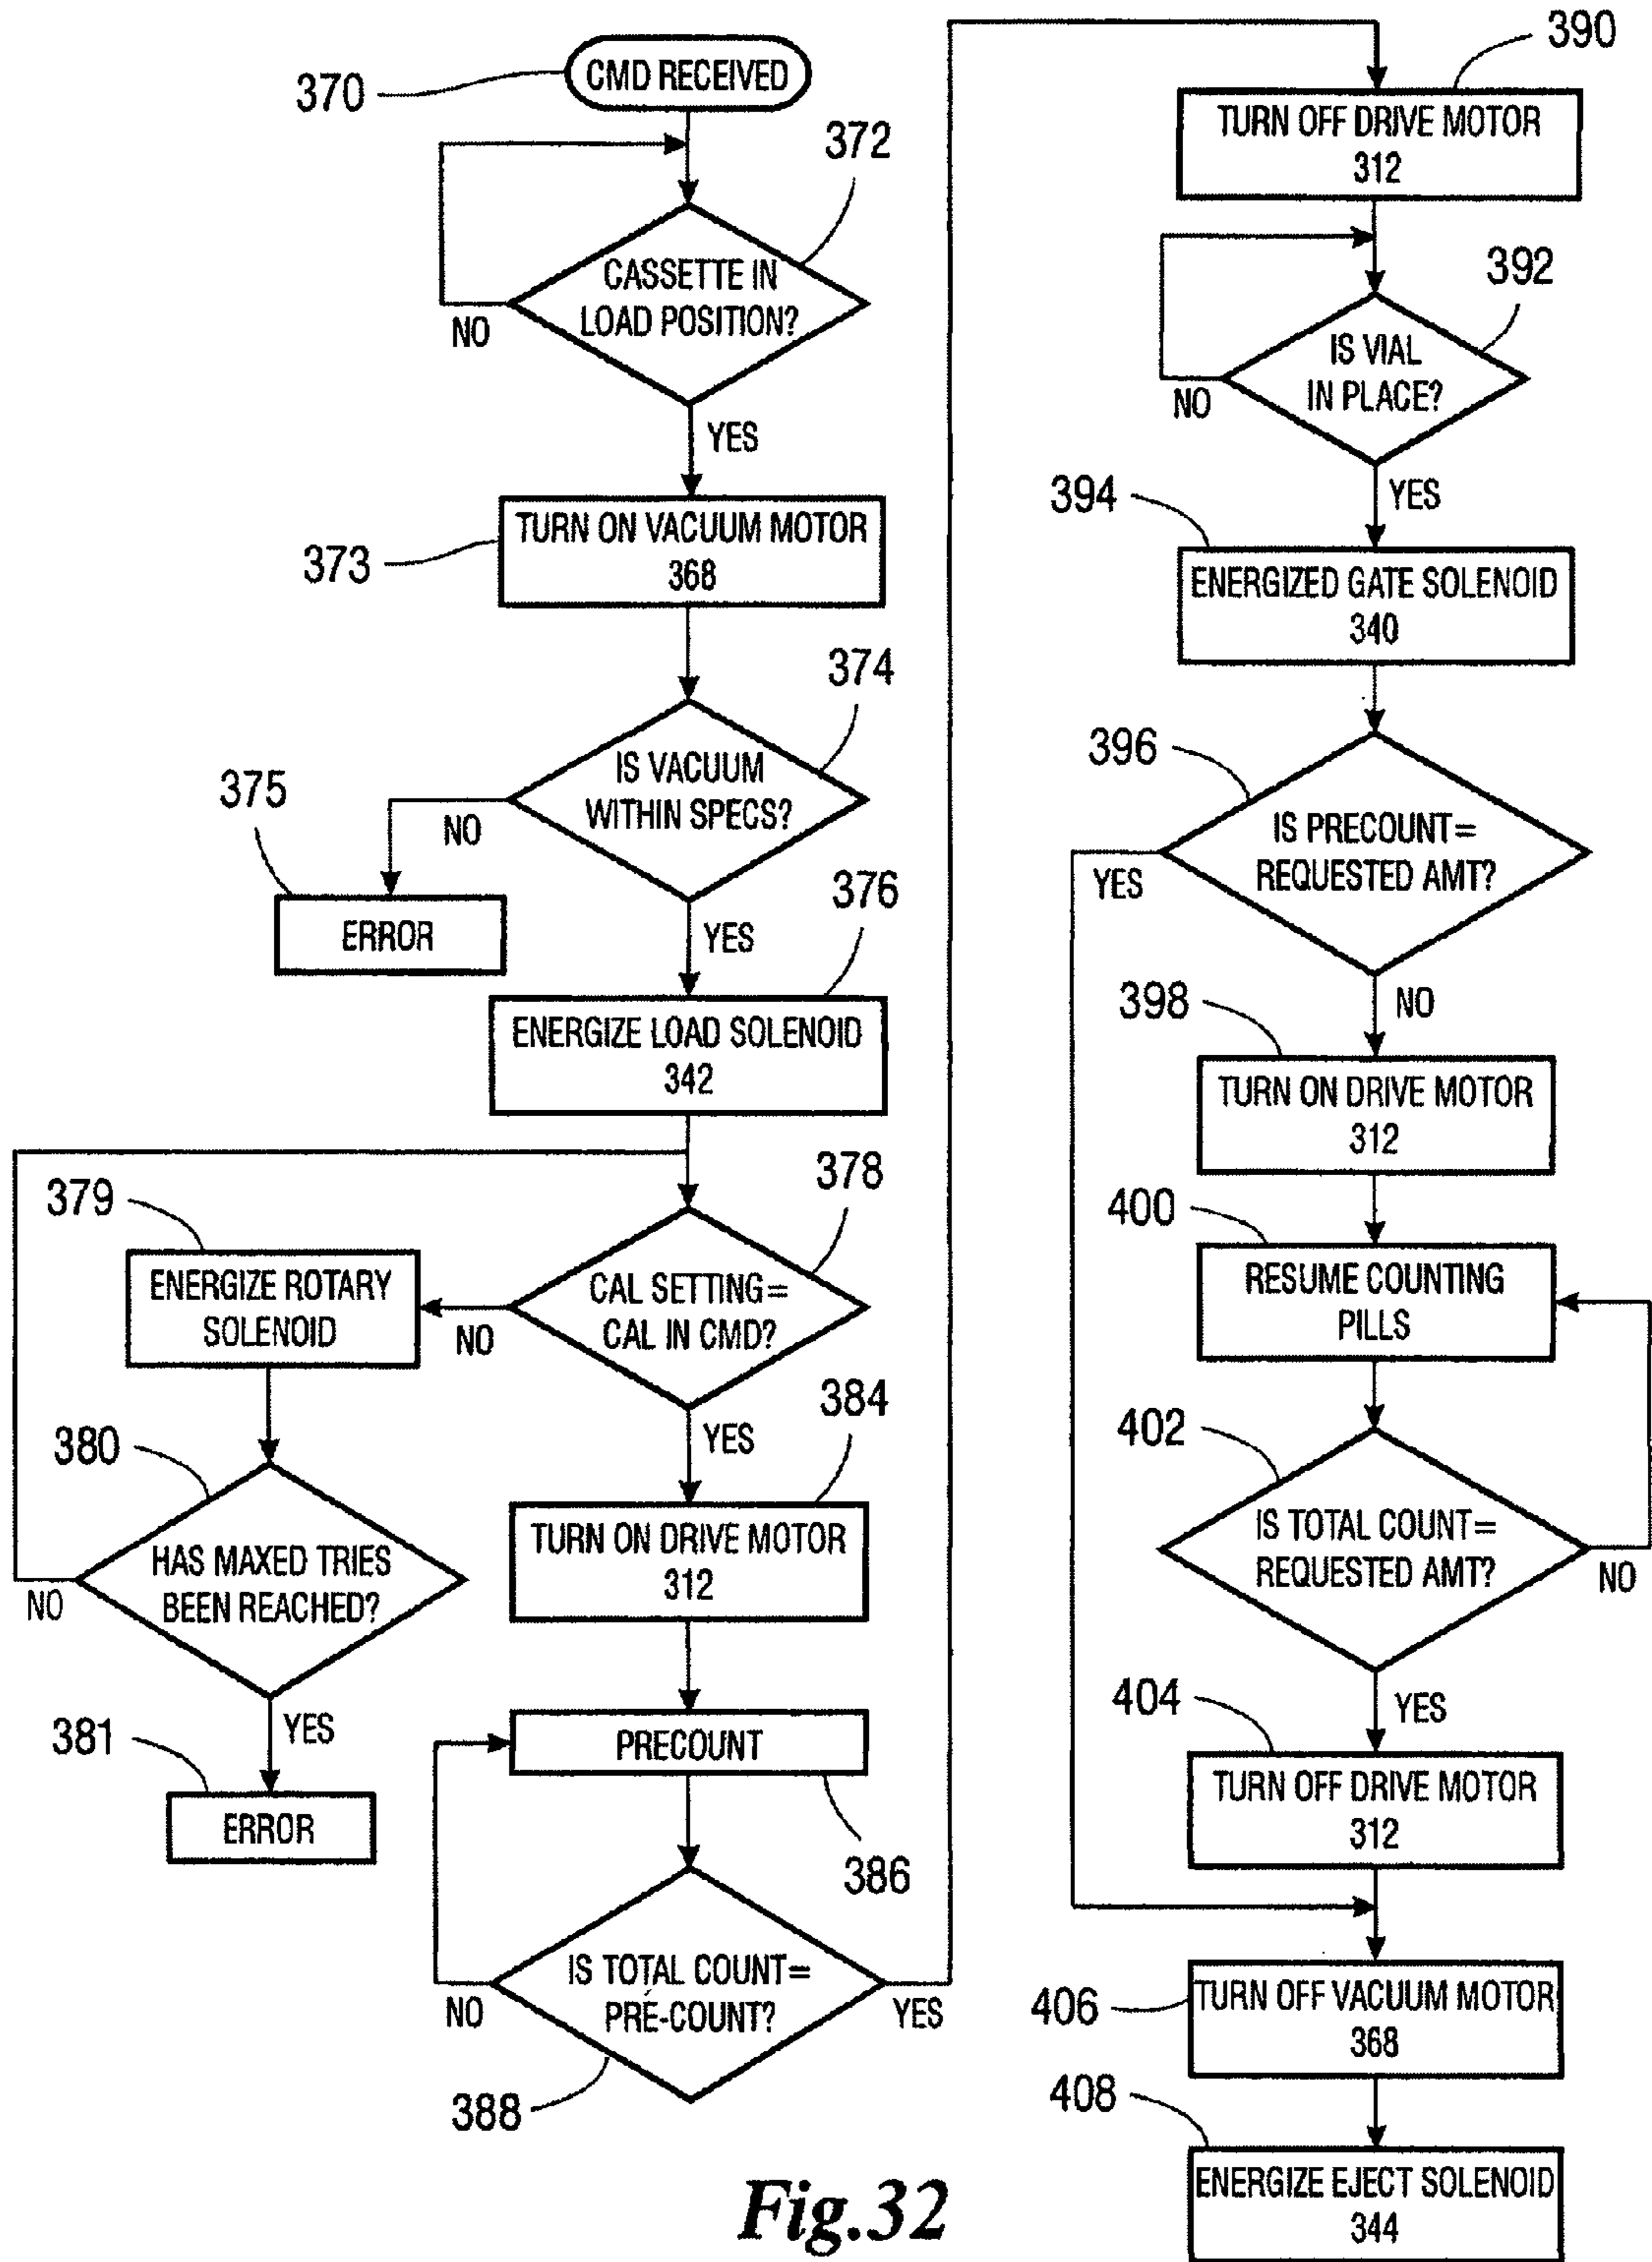 370
CMD RECEIVED
372
CASSETTE IN
LOAD POSITION?
NO
YES
373
TURN ON VACUUM MOTOR
368
374
IS VACUUM
WITHIN SPECS?
NO
375
ERROR
YES
376
ENERGIZE LOAD SOLENOID
342
378
CAL SETTING=
CAL IN CMD?
NO
379
ENERGIZE ROTARY
SOLENOID
380
HAS MAXED TRIES
BEEN REACHED?
NO
YES
381
ERROR
YES
384
TURN ON DRIVE MOTOR
312
PRECOUNT
386
IS TOTAL COUNT=
PRE-COUNT?
NO
YES
388
390
TURN OFF DRIVE MOTOR
312
392
IS VIAL
IN PLACE?
NO
YES
394
ENERGIZED GATE SOLENOID
340
396
IS PRECOUNT=
REQUESTED AMT?
YES
NO
398
TURN ON DRIVE MOTOR
312
400
RESUME COUNTING
PILLS
402
IS TOTAL COUNT=
REQUESTED AMT?
NO
YES
404
TURN OFF DRIVE MOTOR
312
406
TURN OFF VACUUM MOTOR
368
408
ENERGIZE EJECT SOLENOID
344
Fig.32